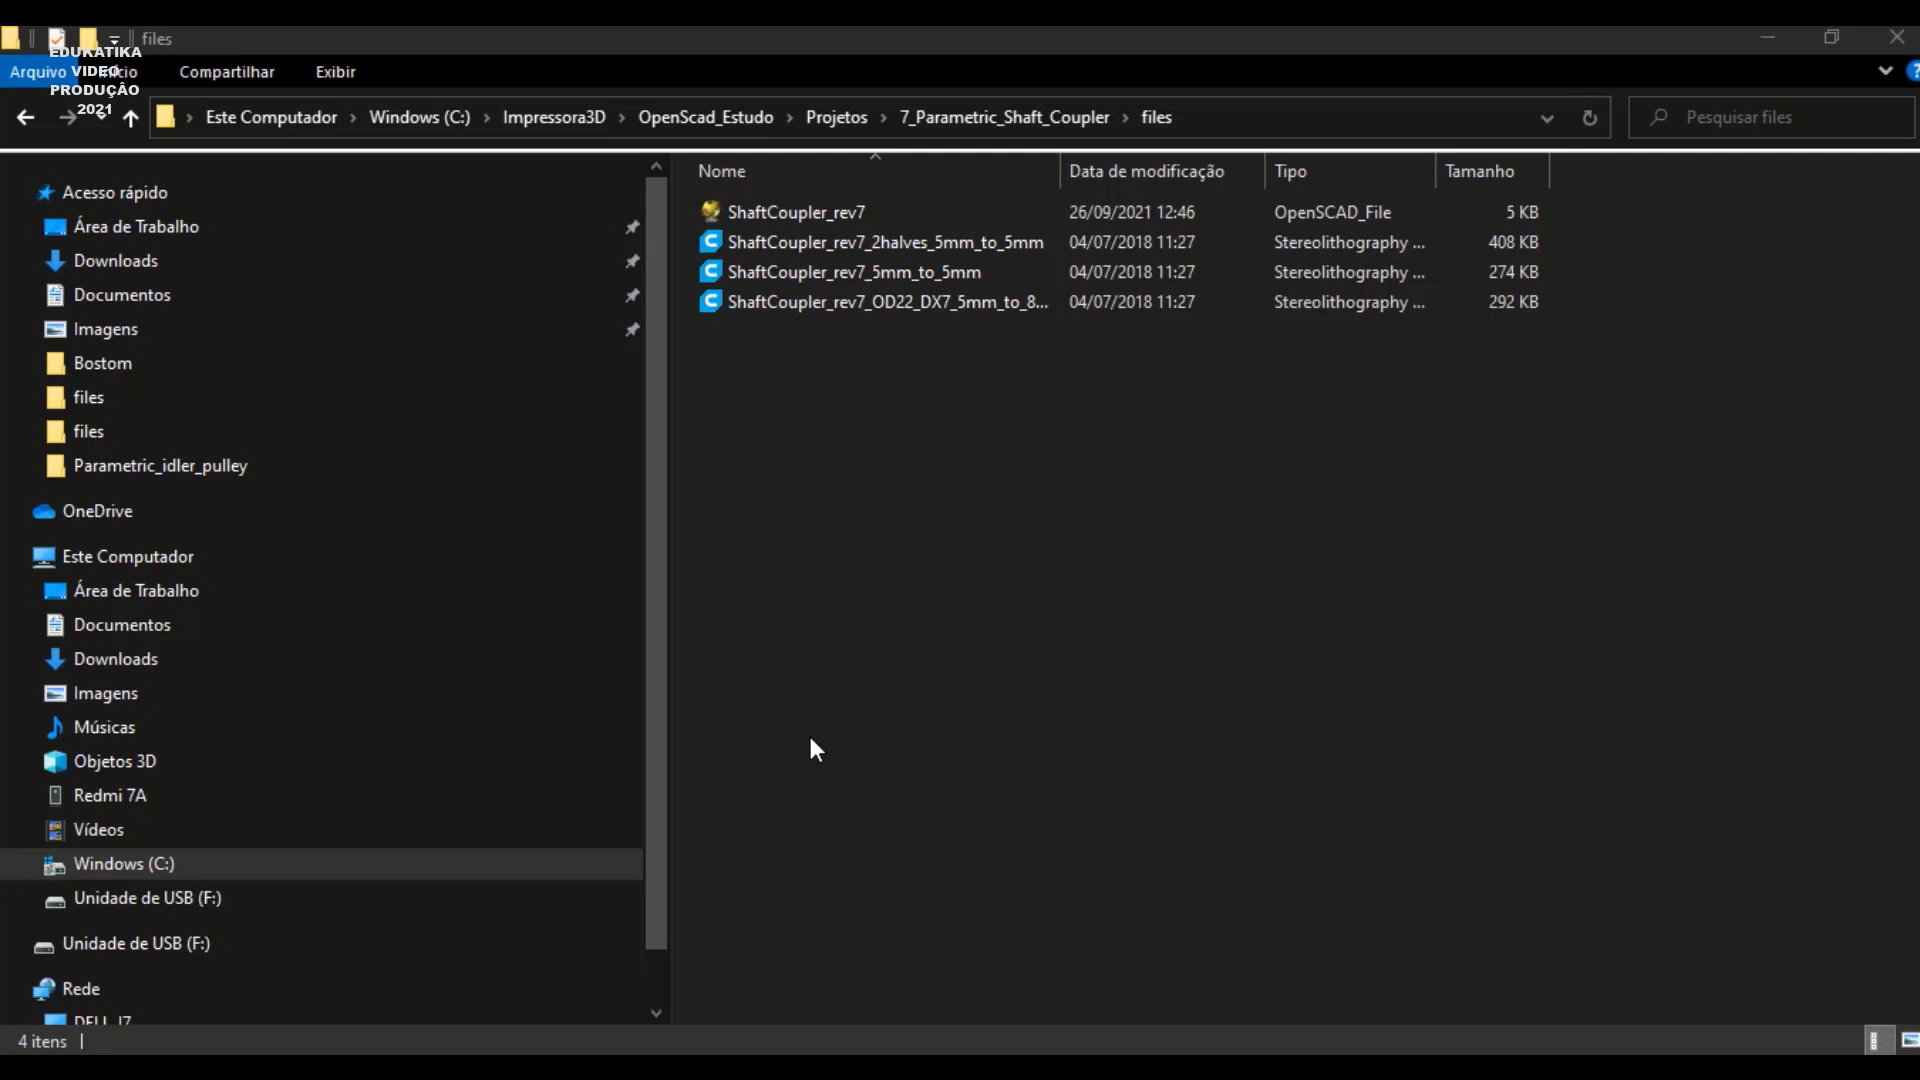 files
EDUKATIKA
VIDEO
PRODUÇÂO
2021
Arquivo
Início
Compartilhar
Exibir
Este Computador > Windows (C:) > Impressora3D > OpenScad_Estudo > Projetos > 7_Parametric_Shaft_Coupler > files
Pesquisar files
Nome Data de modificação Tipo Tamanho
ShaftCoupler_rev7 26/09/2021 12:46 OpenSCAD_File 5 KB
ShaftCoupler_rev7_2halves_5mm_to_5mm 04/07/2018 11:27 Stereolithography ... 408 KB
ShaftCoupler_rev7_5mm_to_5mm 04/07/2018 11:27 Stereolithography ... 274 KB
ShaftCoupler_rev7_OD22_DX7_5mm_to_8... 04/07/2018 11:27 Stereolithography ... 292 KB
Acesso rápido
Área de Trabalho
Downloads
Documentos
Imagens
Bostom
files
files
Parametric_idler_pulley
OneDrive
Este Computador
Área de Trabalho
Documentos
Downloads
Imagens
Músicas
Objetos 3D
Redmi 7A
Vídeos
Windows (C:)
Unidade de USB (F:)
Unidade de USB (F:)
Rede
4 itens